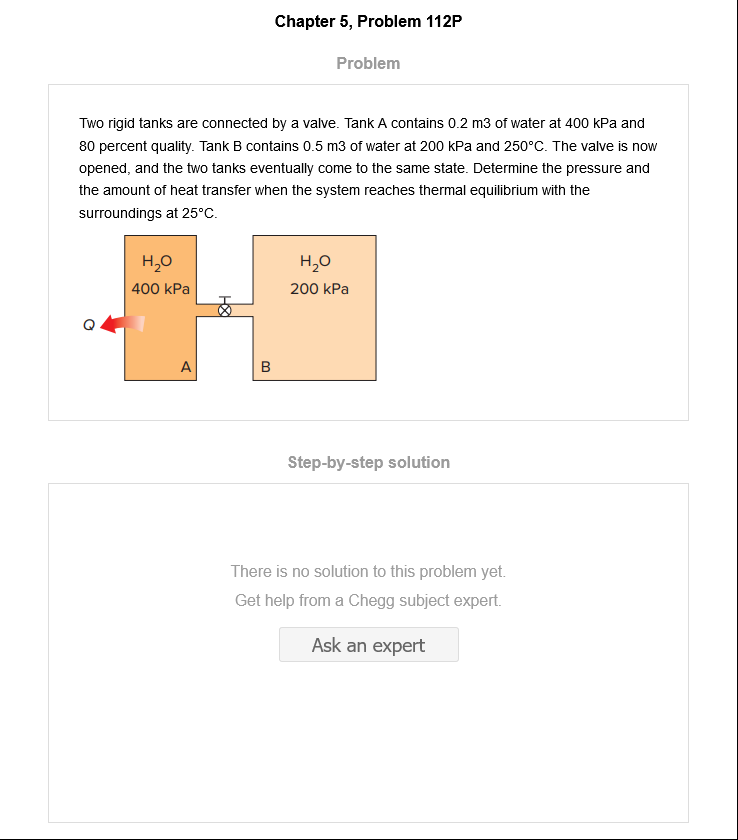 Chapter 5, Problem 112P
Problem
Two rigid tanks are connected by a valve. Tank A contains 0.2 m3 of water at 400 kPa and
80 percent quality. Tank B contains 0.5 m3 of water at 200 kPa and 250°C. The valve is now
opened, and the two tanks eventually come to the same state. Determine the pressure and
the amount of heat transfer when the system reaches thermal equilibrium with the
surroundings at 25°C.
H₂O
400 kPa
H₂O
200 kPa
Q
A
B
Step-by-step solution
There is no solution to this problem yet.
Get help from a Chegg subject expert.
Ask an expert